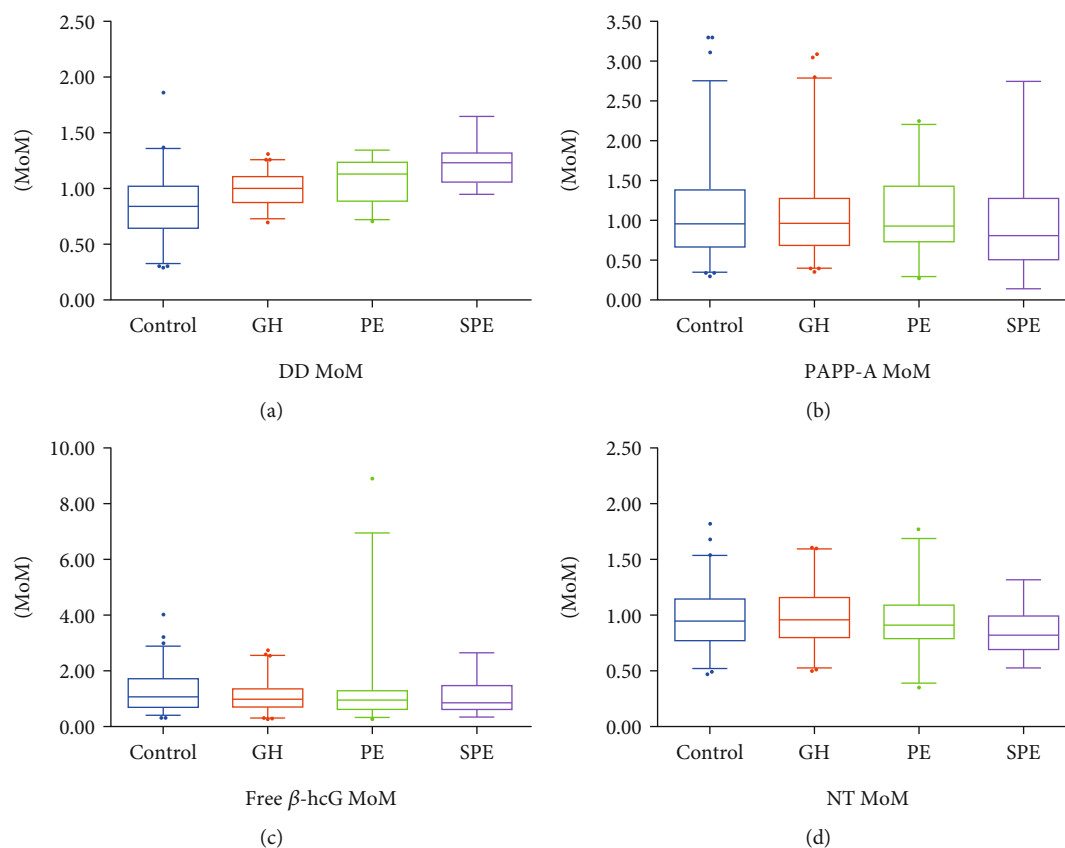 2.50
2.00
1.50
1.00
0.50
0.00
(MoM)
Control GH PE SPE
DD MoM
(a)
3.50
3.00
2.50
2.00
1.50
1.00
0.50
0.00
(MoM)
Control GH PE SPE
PAPP-A MoM
(b)
10.00
8.00
6.00
4.00
2.00
0.00
(MoM)
Control GH PE SPE
Free β-hcG MoM
(c)
2.50
2.00
1.50
1.00
0.50
0.00
(MoM)
Control GH PE SPE
NT MoM
(d)